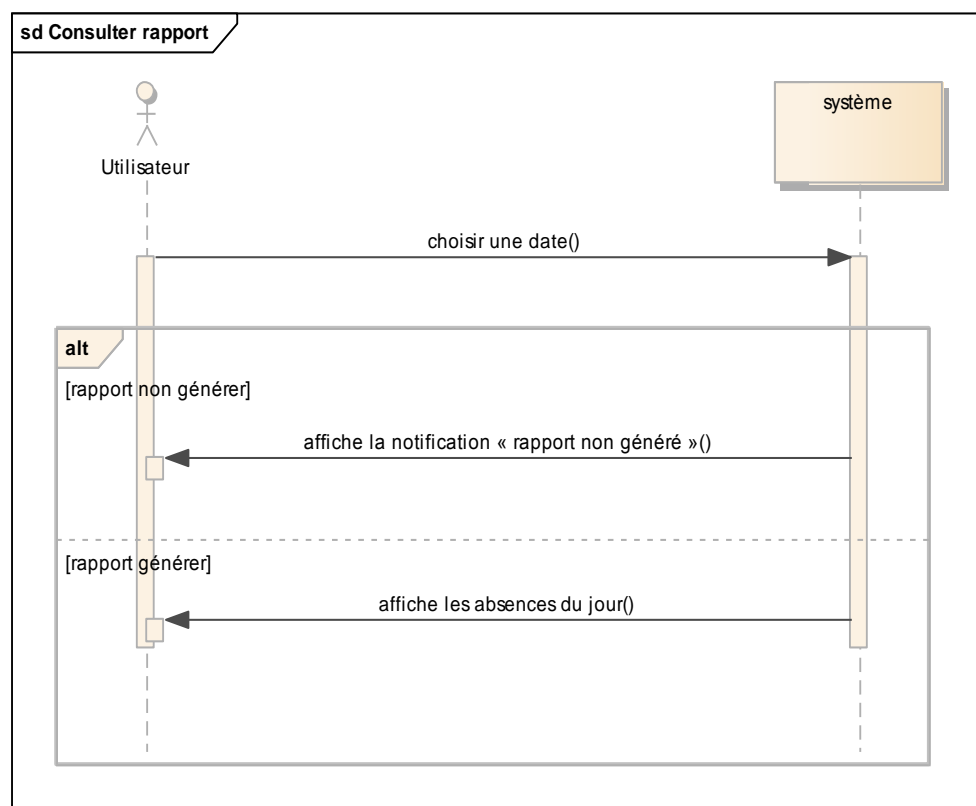 sd Consulter rapport
Utilisateur
système
choisir une date()
alt
[rapport non générer]
affiche la notification « rapport non généré »()
[rapport générer]
affiche les absences du jour()